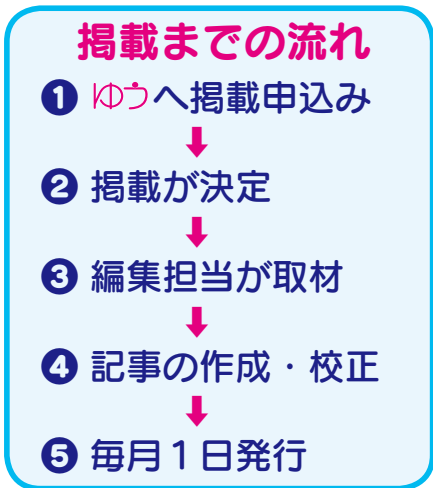 掲載までの流れ
❶ ゆうへ掲載申込み
❷ 掲載が決定
❸ 編集担当が取材
❹ 記事の作成・校正
❺ 毎月１日発行